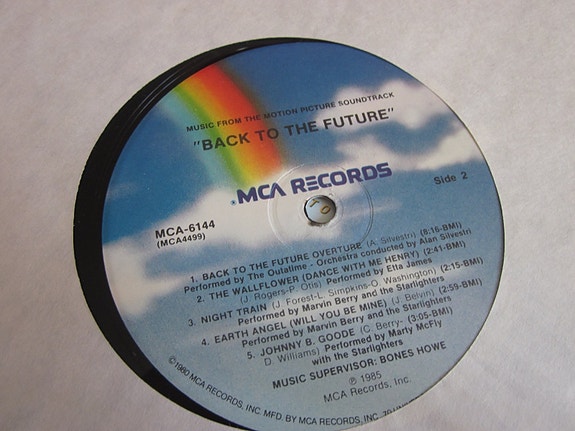 MUSIC FROM THE MOTION PICTURE SOUNDTRACK
"BACK TO THE FUTURE"
MCA RECORDS
MCA-6144
(MCA4499)
Side 2
1. BACK TO THE FUTURE OVERTURE (A. Silvestri) (8:16-BMI)
Performed by The Outatime - Orchestra conducted by Alan Silvestri
2. THE WALLFLOWER (DANCE WITH ME HENRY) (2:41-BMI)
(J. Rogers-P. Otis) Performed by Etta James
3. NIGHT TRAIN (J. Forest-L. Simpkins-O. Washington) (2:15-BMI)
Performed by Marvin Berry and the Starlighters
4. EARTH ANGEL (WILL YOU BE MINE) (J. Belvin) (2:59-BMI)
Performed by Marvin Berry and the Starlighters
5. JOHNNY B. GOODE (C. Berry- (3:05-BMI)
D. Williams) Performed by Marty McFly
with the Starlighters
MUSIC SUPERVISOR: BONES HOWE
℗ 1985
MCA Records, Inc.
©1980 MCA RECORDS, INC. MFD. BY MCA RECORDS, INC. 70